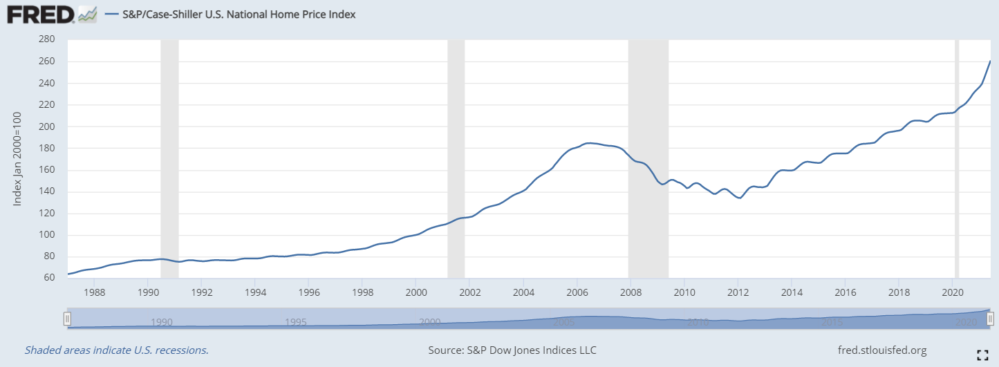 FRED
S&P/Case-Shiller U.S. National Home Price Index
280
260
240
220
200
180
160
140
120
100
80
60
Index Jan 2000=100
1988 1990 1992 1994 1996 1998 2000 2002 2004 2006 2008 2010 2012 2014 2016 2018 2020
1990 1995 2000 2005 2010 2015 2020
Shaded areas indicate U.S. recessions. Source: S&P Dow Jones Indices LLC fred.stlouisfed.org